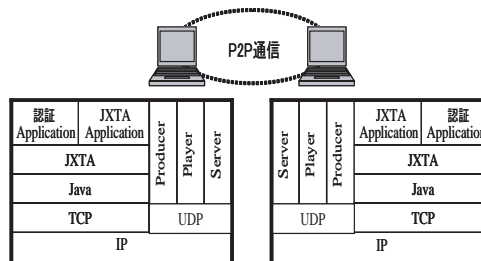 P2P通信
認証 Application
JXTA Application
Producer
Player
Server
JXTA
Java
TCP
UDP
IP
Server
Player
Producer
JXTA Application
認証 Application
JXTA
Java
UDP
TCP
IP